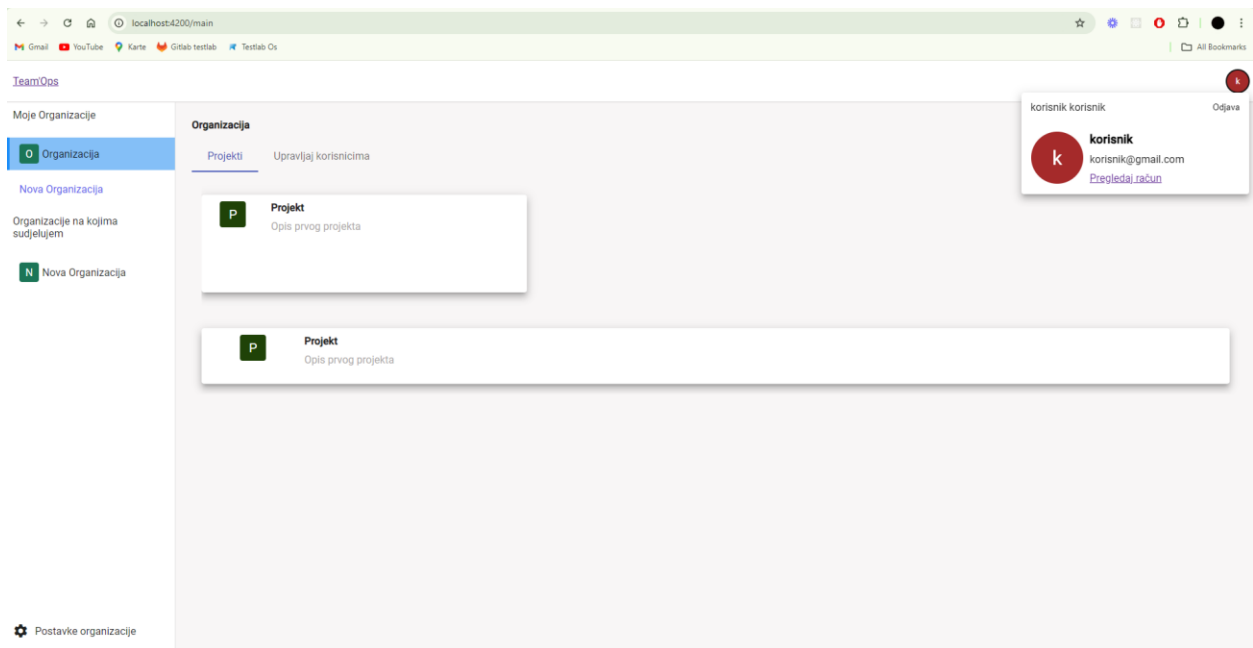 localhost:4200/main
Gmail YouTube Karte Gitlab testlab Testlab Os All Bookmarks
Team'Ops k
Moje Organizacije
O Organizacija
Nova Organizacija
Organizacije na kojima
sudjelujem
N Nova Organizacija
Postavke organizacije
Organizacija
Projekti Upravljaj korisnicima
P Projekt
Opis prvog projekta
P Projekt
Opis prvog projekta
korisnik korisnik Odjava
k korisnik
korisnik@gmail.com
Pregledaj račun